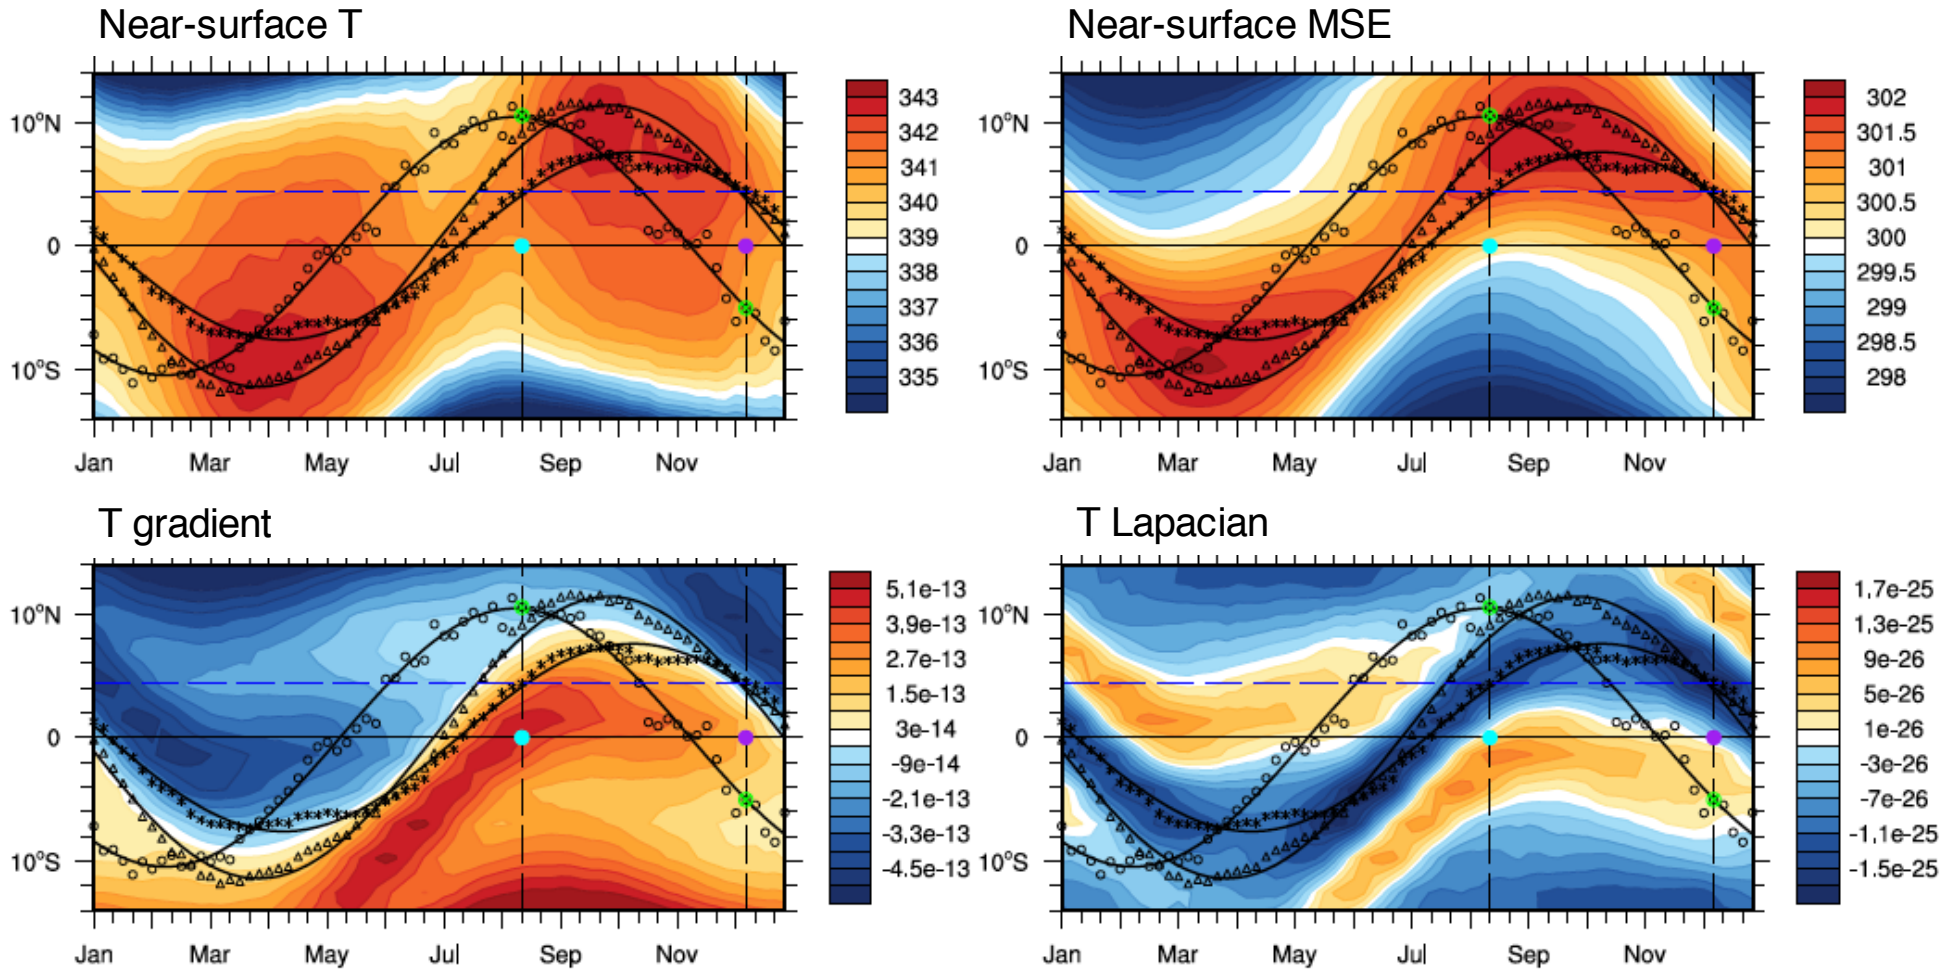 Near-surface T
10°N
0
10°S
Jan Mar May Jul Sep Nov
343
342
341
340
339
338
337
336
335
Near-surface MSE
10°N
0
10°S
Jan Mar May Jul Sep Nov
302
301.5
301
300.5
300
299.5
299
298.5
298
T gradient
10°N
0
10°S
Jan Mar May Jul Sep Nov
5.1e-13
3.9e-13
2.7e-13
1.5e-13
3e-14
-9e-14
-2.1e-13
-3.3e-13
-4.5e-13
T Lapacian
10°N
0
10°S
Jan Mar May Jul Sep Nov
1.7e-25
1.3e-25
9e-26
5e-26
1e-26
-3e-26
-7e-26
-1.1e-25
-1.5e-25